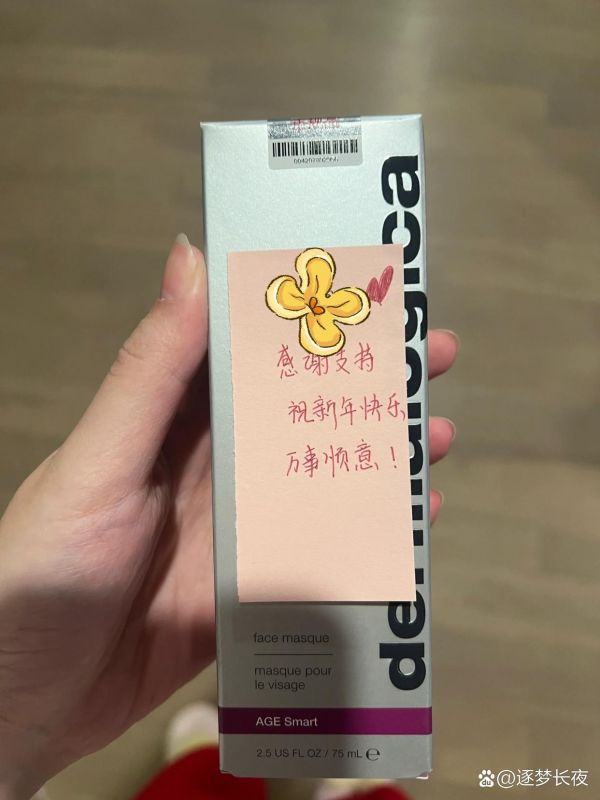 dermalogica
感谢支持
祝新年快乐
万事顺意！
face masque
masque pour
le visage
AGE Smart
2.5 US FL OZ / 75 mL ℮
@逐梦长夜